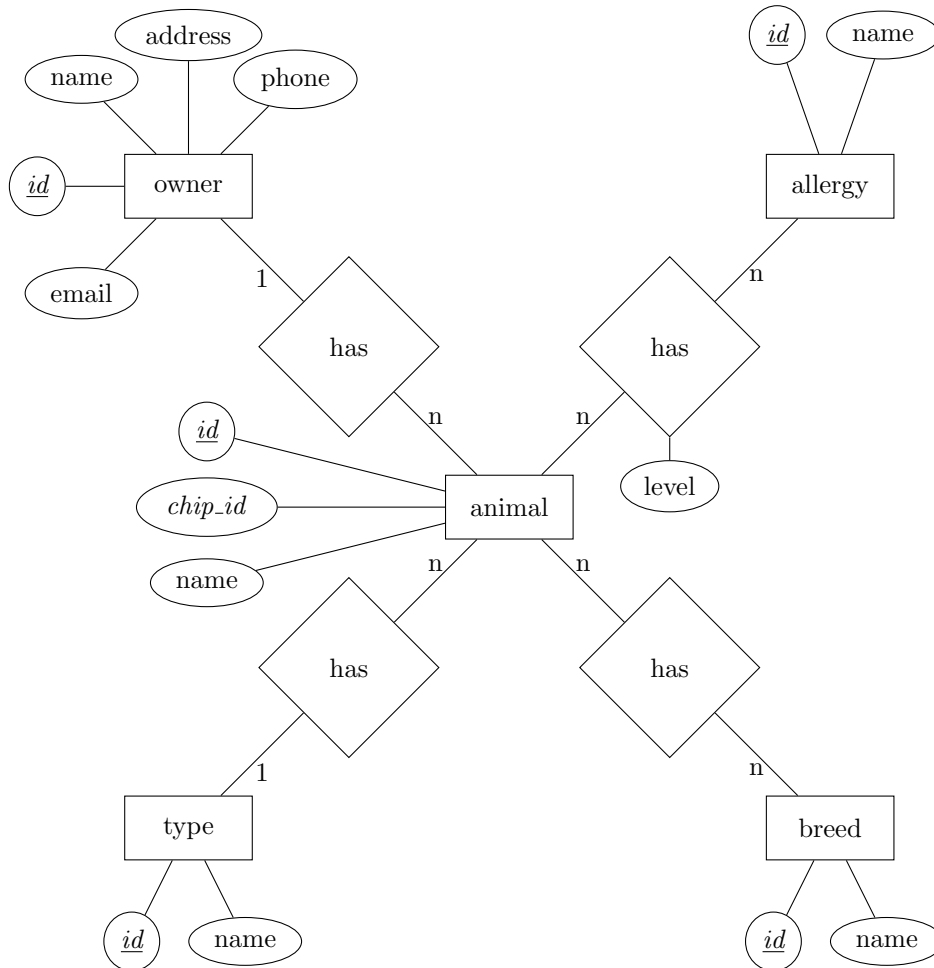 address
id
name
name
phone
id
owner
allergy
email
1
n
has
has
n
n
id
level
chip_id
animal
name
n
n
has
has
1
n
type
breed
id
name
id
name